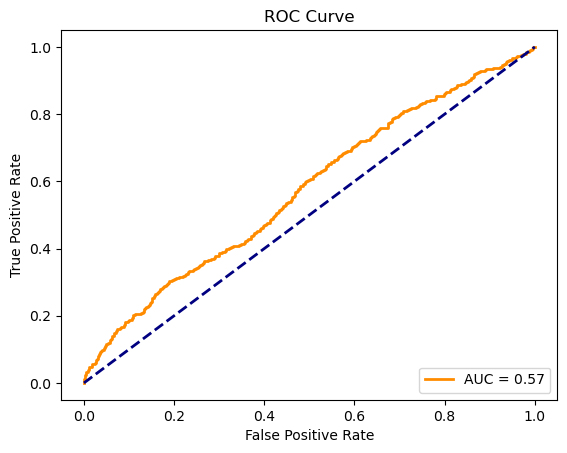 ROC Curve
True Positive Rate
1.0
0.8
0.6
0.4
0.2
0.0
0.0 0.2 0.4 0.6 0.8 1.0
False Positive Rate
AUC = 0.57